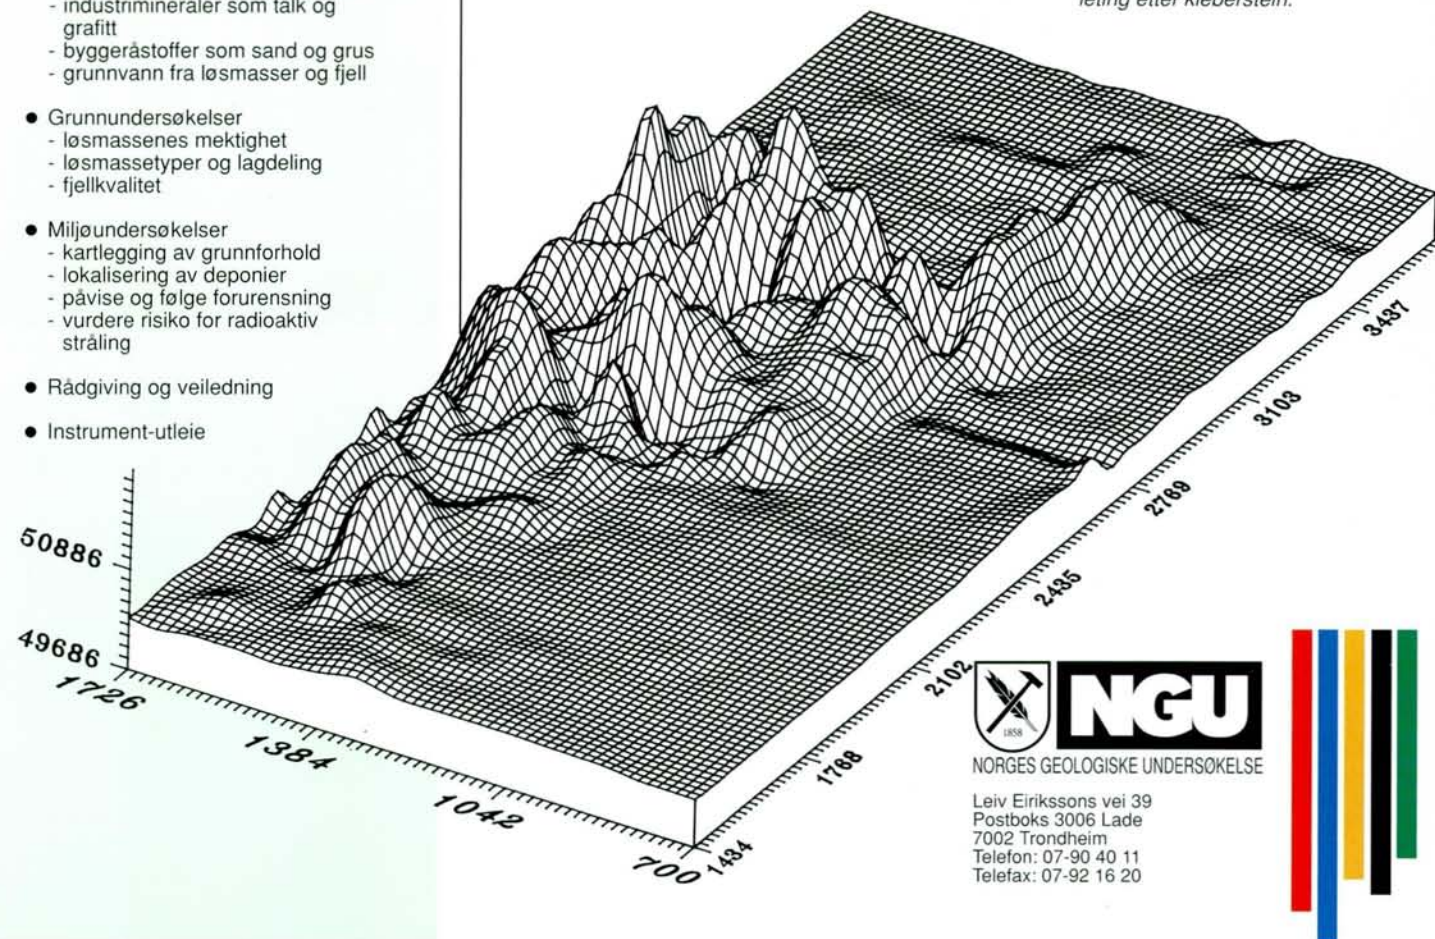 - industrimineraler som talk og
grafitt
- byggeråstoffer som sand og grus
- grunnvann fra løsmasser og fjell
● Grunnundersøkelser
- løsmassenes mektighet
- løsmassetyper og lagdeling
- fjellkvalitet
● Miljøundersøkelser
- kartlegging av grunnforhold
- lokalisering av deponier
- påvise og følge forurensning
- vurdere risiko for radioaktiv
stråling
● Rådgiving og veiledning
● Instrument-utleie
leting etter kleberstein.
50886
49686
1726
1384
1042
700
1434
1768
2102
2435
2769
3103
3437
1858
NGU
NORGES GEOLOGISKE UNDERSØKELSE
Leiv Eirikssons vei 39
Postboks 3006 Lade
7002 Trondheim
Telefon: 07-90 40 11
Telefax: 07-92 16 20